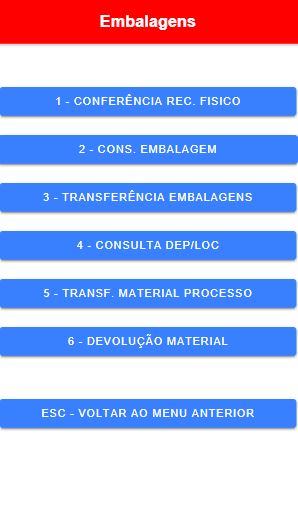 Embalagens
1 - CONFERÊNCIA REC. FISICO
2 - CONS. EMBALAGEM
3 - TRANSFERÊNCIA EMBALAGENS
4 - CONSULTA DEP/LOC
5 - TRANSF. MATERIAL PROCESSO
6 - DEVOLUÇÃO MATERIAL
ESC - VOLTAR AO MENU ANTERIOR